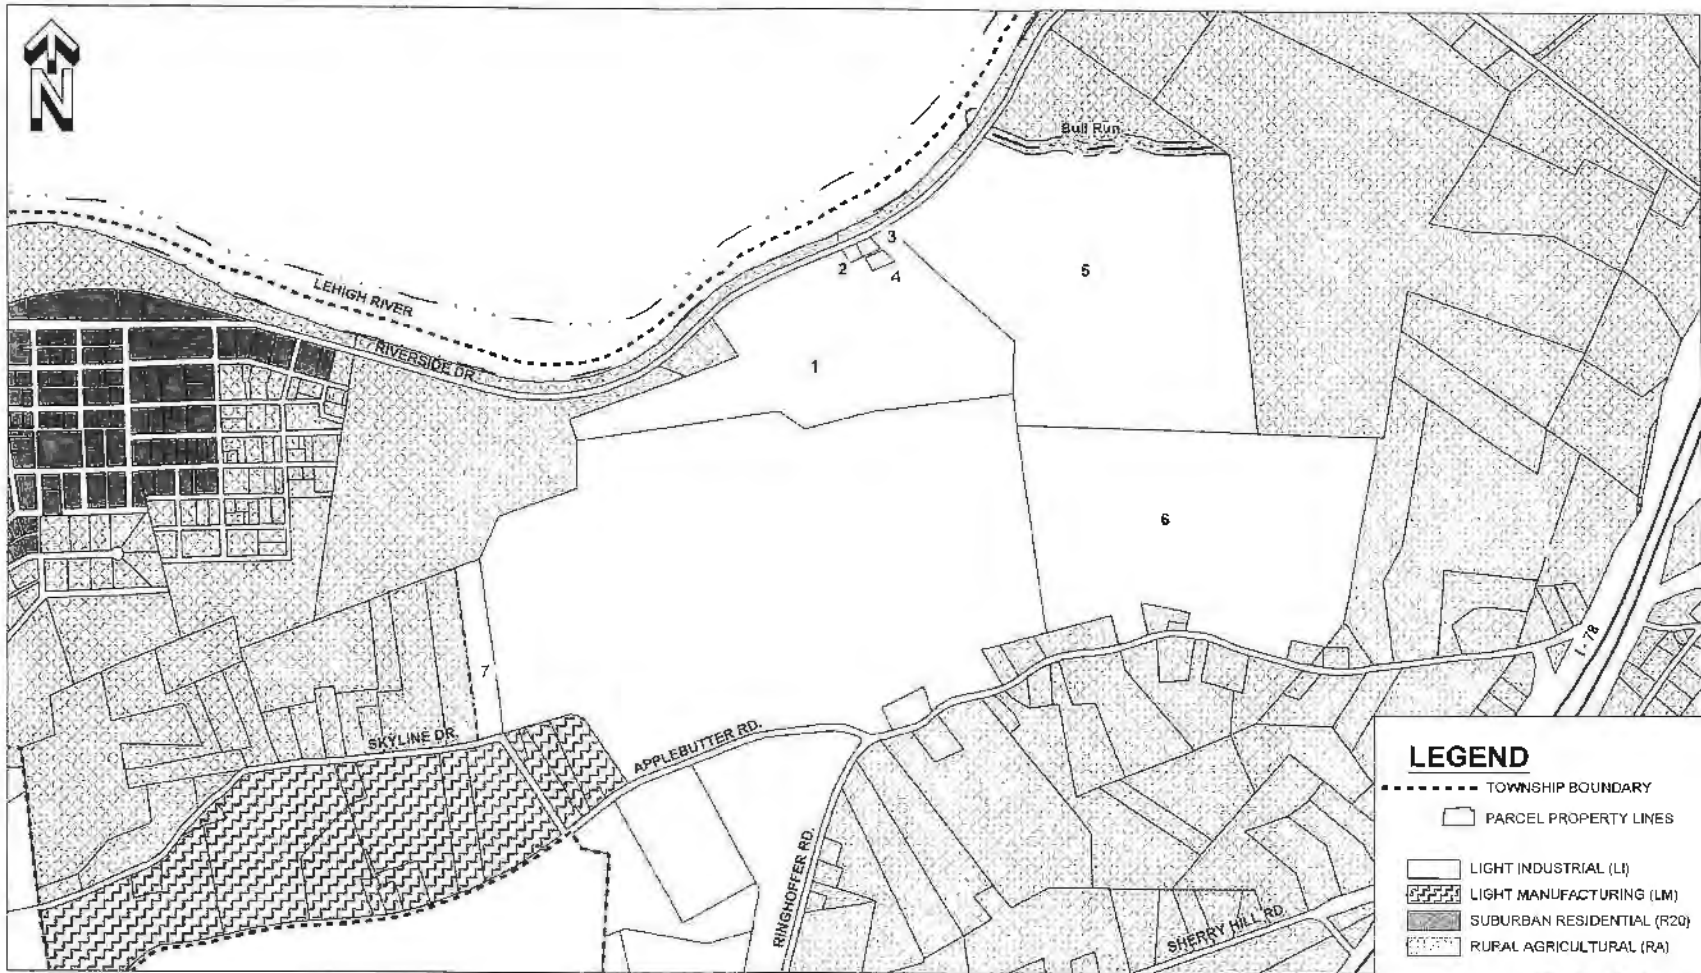 N
Bull Run
LEHIGH RIVER
RIVERSIDE DR.
1
2
3
4
5
6
7
SKYLINE DR.
APPLEBUTTER RD.
RINGHOFFER RD.
SHERRY HILL RD.
I-78
LEGEND
TOWNSHIP BOUNDARY
PARCEL PROPERTY LINES
LIGHT INDUSTRIAL (LI)
LIGHT MANUFACTURING (LM)
SUBURBAN RESIDENTIAL (R20)
RURAL AGRICULTURAL (RA)